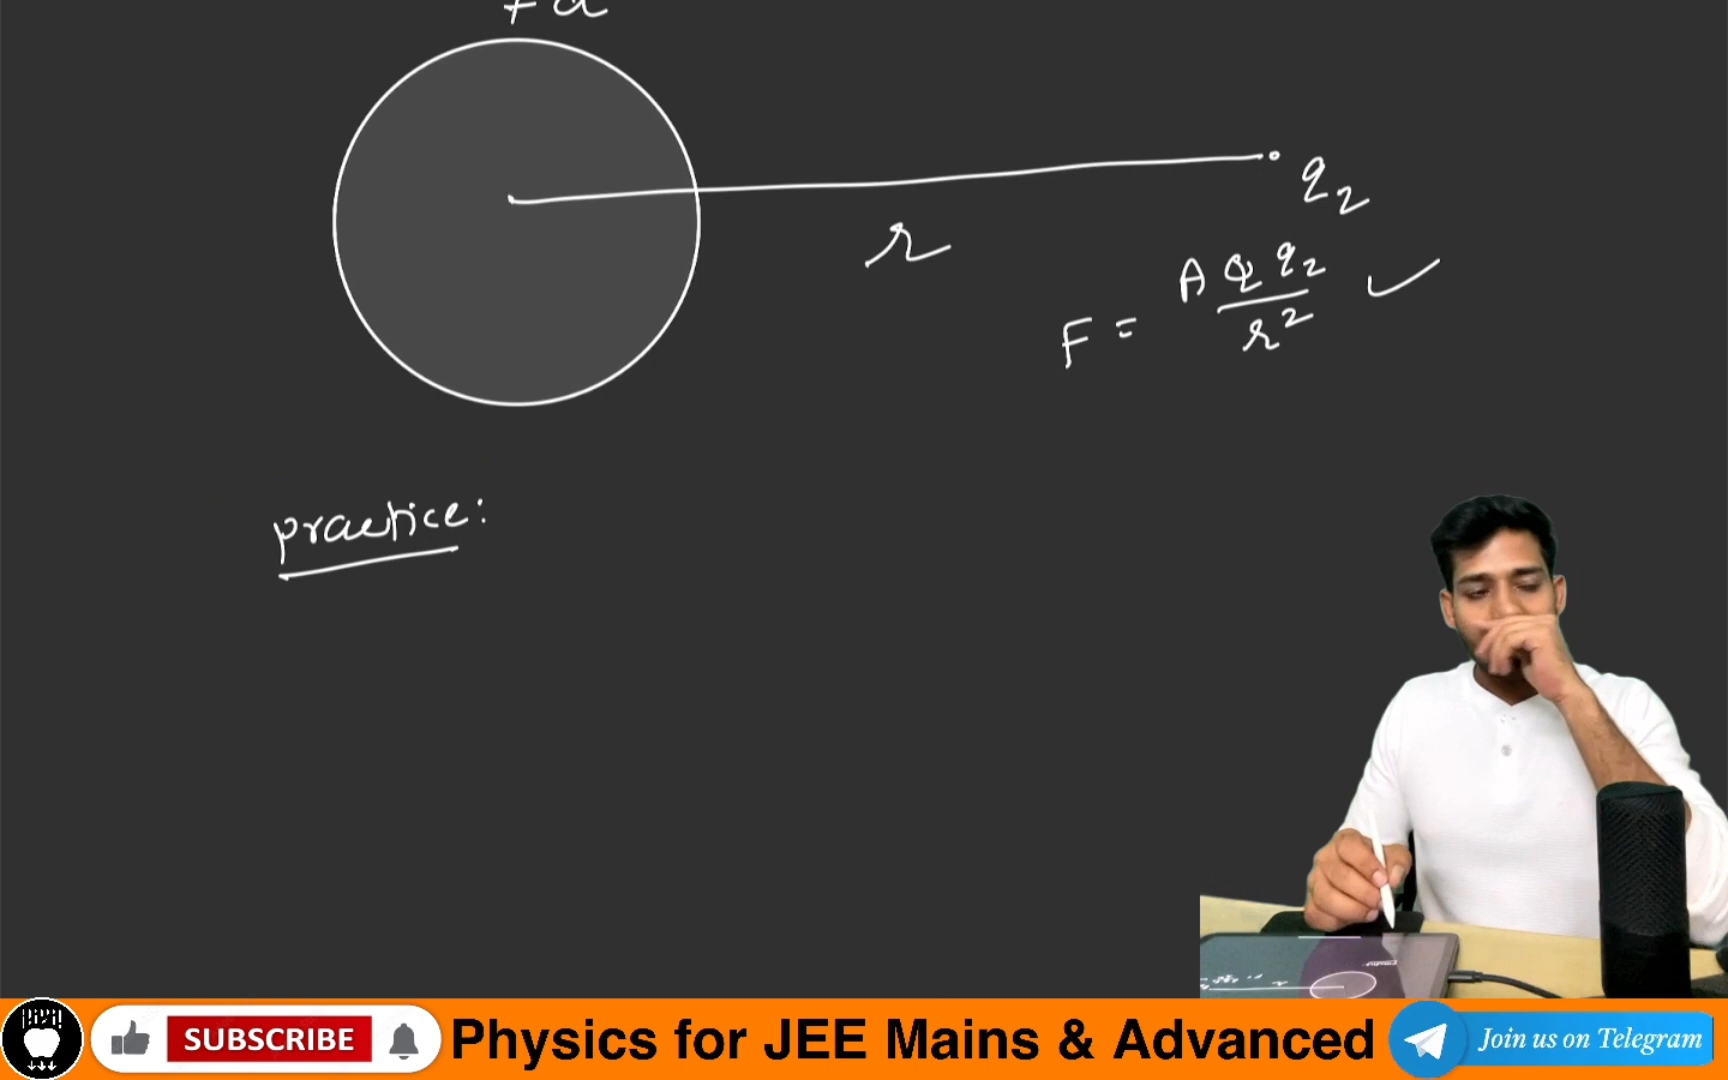 r
q2
A Q q2
F =
r2
practice:
SUBSCRIBE
Physics for JEE Mains & Advanced
Join us on Telegram